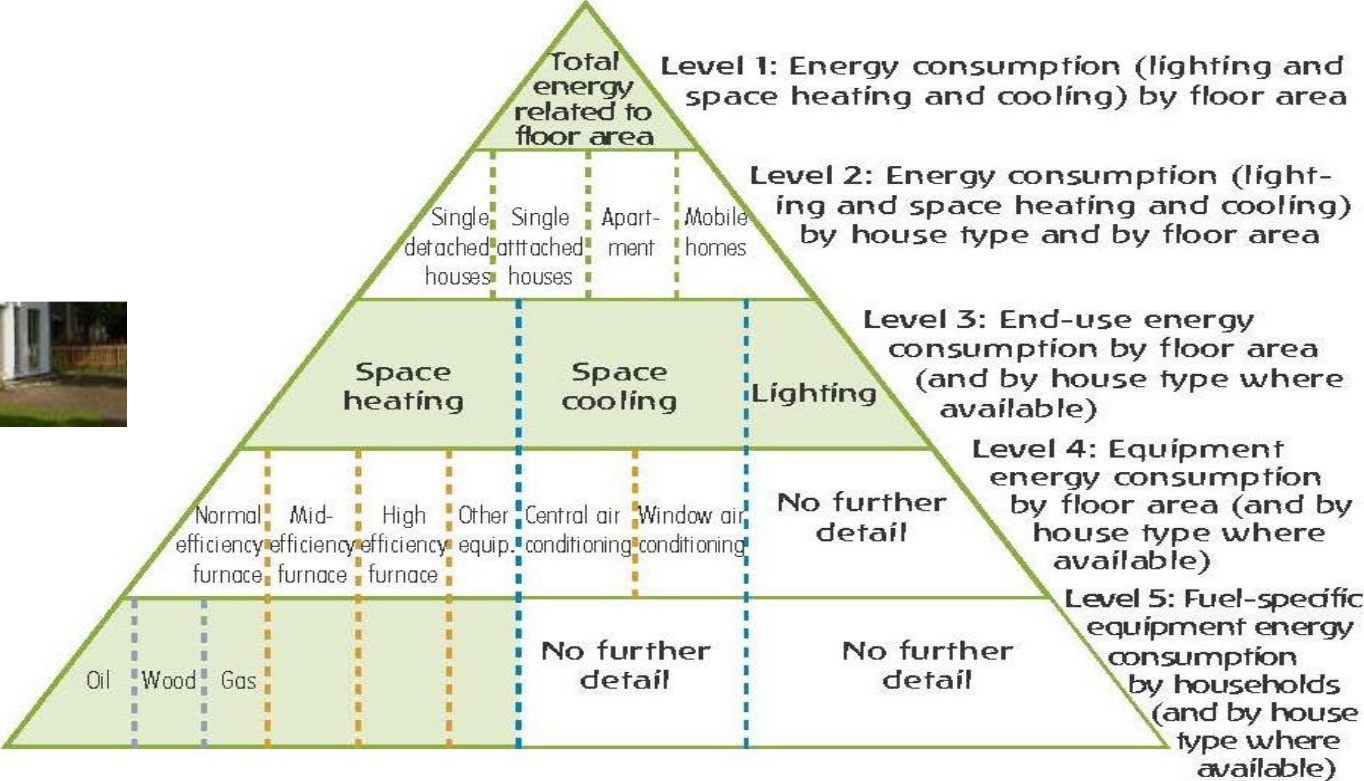 Total
energy
related to
floor area
Level 1: Energy consumption (lighting and
space heating and cooling) by floor area
Single
detached
houses
Single
atttached
houses
Apart-
ment
Mobile
homes
Level 2: Energy consumption (light-
ing and space heating and cooling)
by house type and by floor area
Space
heating
Space
cooling
Lighting
Level 3: End-use energy
consumption by floor area
(and by house type where
available)
Normal
efficiency
furnace
Mid-
efficiency
furnace
High
efficiency
furnace
Other
equip.
Central air
conditioning
Window air
conditioning
No further
detail
Level 4: Equipment
energy consumption
by floor area (and by
house type where
available)
Oil
Wood
Gas
No further
detail
No further
detail
Level 5: Fuel-specific
equipment energy
consumption
by households
(and by house
type where
available)